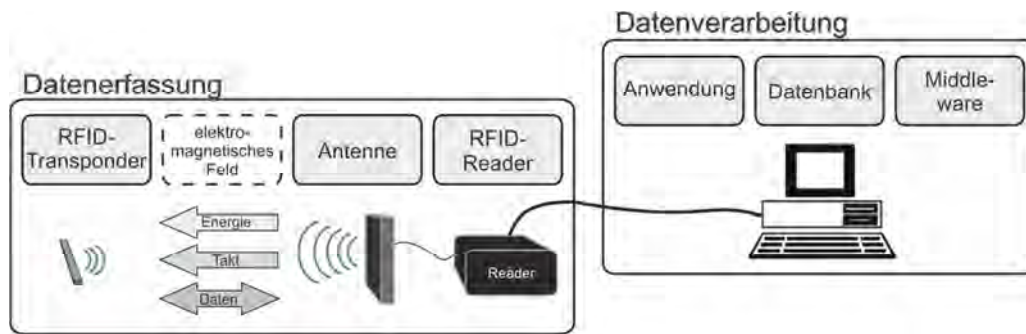 Datenverarbeitung
Anwendung
Datenbank
Middle-
ware
Datenerfassung
RFID-
Transponder
elektro-
magnetisches
Feld
Antenne
RFID-
Reader
Energie
Takt
Daten
Reader